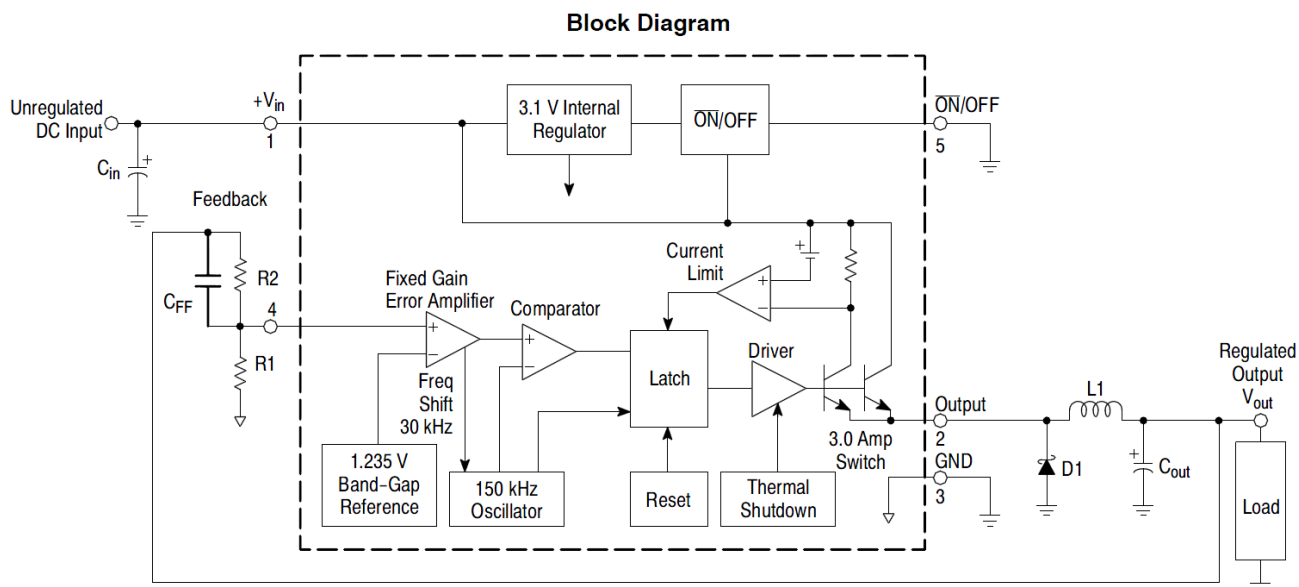 Block Diagram
Unregulated
DC Input
+Vin
1
Cin
+
3.1 V Internal
Regulator
O̅N̅/OFF
O̅N̅/OFF
5
Feedback
CFF
R2
4
R1
Fixed Gain
Error Amplifier
+
−
Freq
Shift
30 kHz
Comparator
+
−
Current
Limit
+
−
+
Latch
Driver
3.0 Amp
Switch
Output
2
GND
3
1.235 V
Band−Gap
Reference
150 kHz
Oscillator
Reset
Thermal
Shutdown
L1
D1
+
Cout
Regulated
Output
Vout
Load